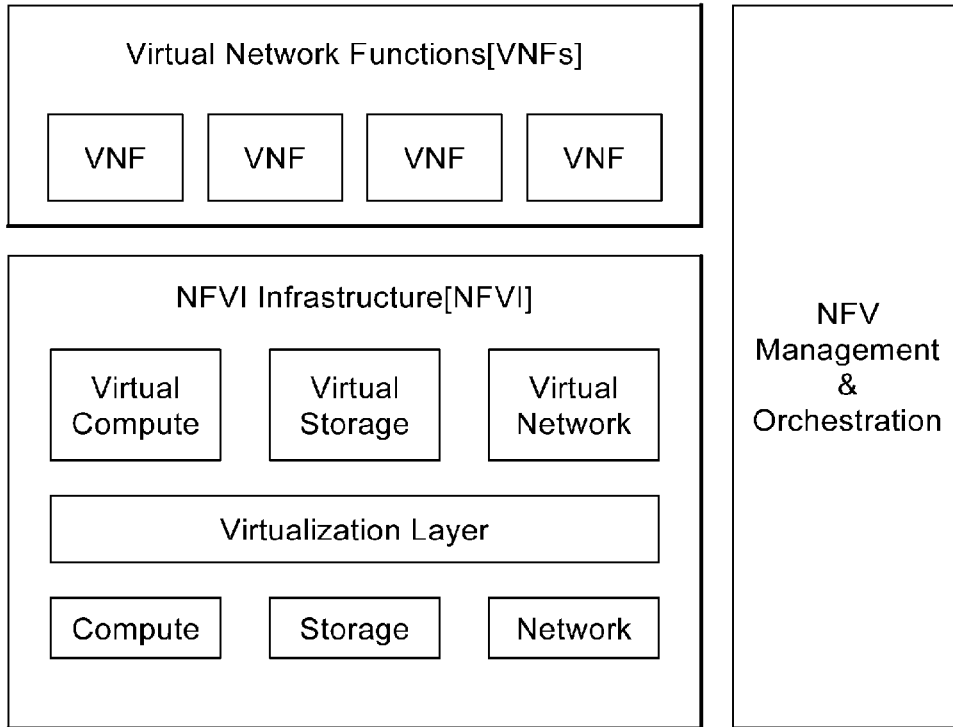 Virtual Network Functions[VNFs]
VNF
VNF
VNF
VNF
NFVI Infrastructure[NFVI]
Virtual
Compute
Virtual
Storage
Virtual
Network
Virtualization Layer
Compute
Storage
Network
NFV
Management
&
Orchestration